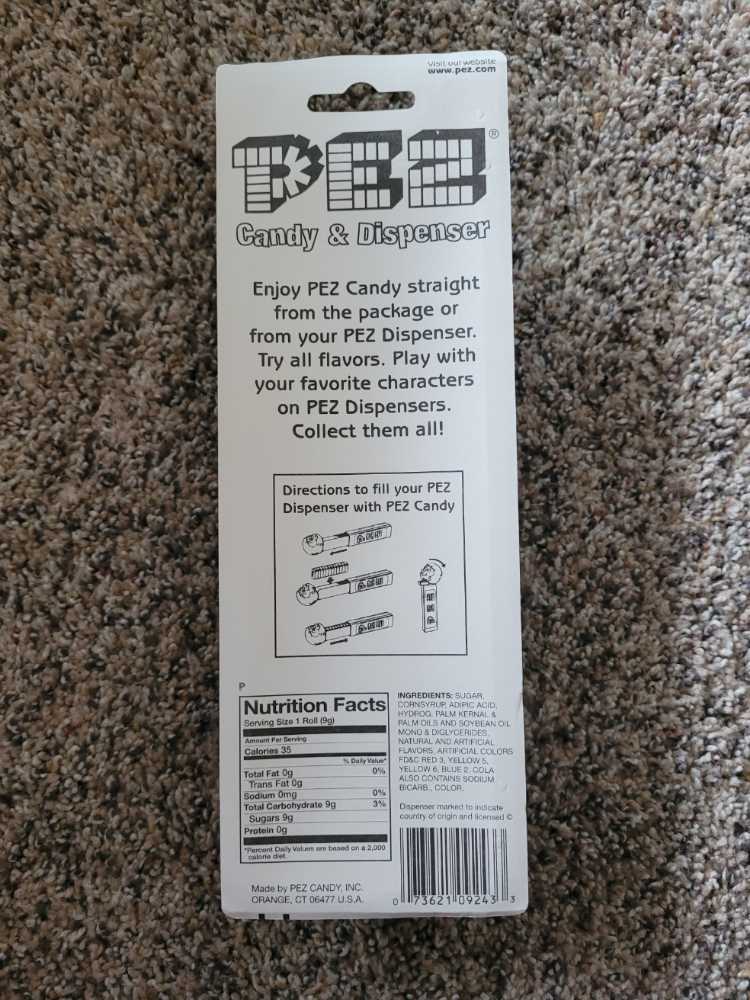 Visit our website
www.pez.com
PEZ®
Candy & Dispenser
Enjoy PEZ Candy straight
from the package or
from your PEZ Dispenser.
Try all flavors. Play with
your favorite characters
on PEZ Dispensers.
Collect them all!
Directions to fill your PEZ
Dispenser with PEZ Candy
PEZ
PEZ
PEZ
PEZ
P
Nutrition Facts
Serving Size 1 Roll (9g)
Amount Per Serving
Calories 35
% Daily Value*
Total Fat 0g 0%
Trans Fat 0g
Sodium 0mg 0%
Total Carbohydrate 9g 3%
Sugars 9g
Protein 0g
*Percent Daily Values are based on a 2,000
calorie diet.
INGREDIENTS: SUGAR,
CORNSYRUP, ADIPIC ACID,
HYDROG. PALM KERNAL &
PALM OILS AND SOYBEAN OIL
MONO & DIGLYCERIDES,
NATURAL AND ARTIFICIAL
FLAVORS, ARTIFICIAL COLORS
FD&C RED 3, YELLOW 5,
YELLOW 6, BLUE 2. COLA
ALSO CONTAINS SODIUM
BICARB., COLOR.
Dispenser marked to indicate
country of origin and licensed ©
Made by PEZ CANDY, INC.
ORANGE, CT 06477 U.S.A.
0 73621 09243 3